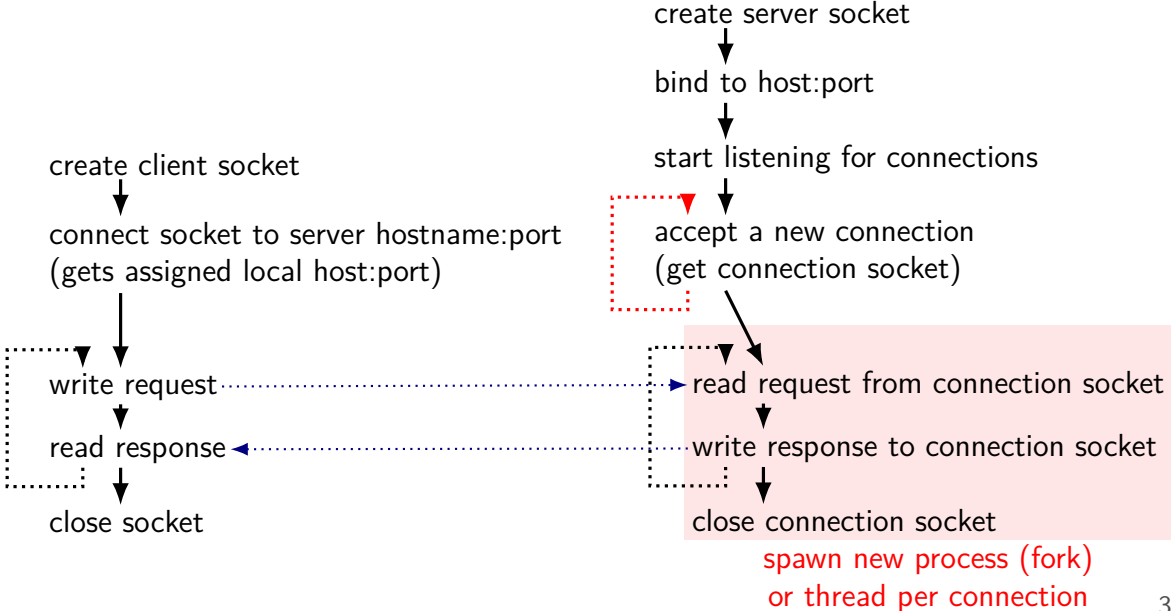 create server socket
bind to host:port
start listening for connections
accept a new connection
(get connection socket)
create client socket
connect socket to server hostname:port
(gets assigned local host:port)
write request
read response
close socket
read request from connection socket
write response to connection socket
close connection socket
spawn new process (fork)
or thread per connection
3